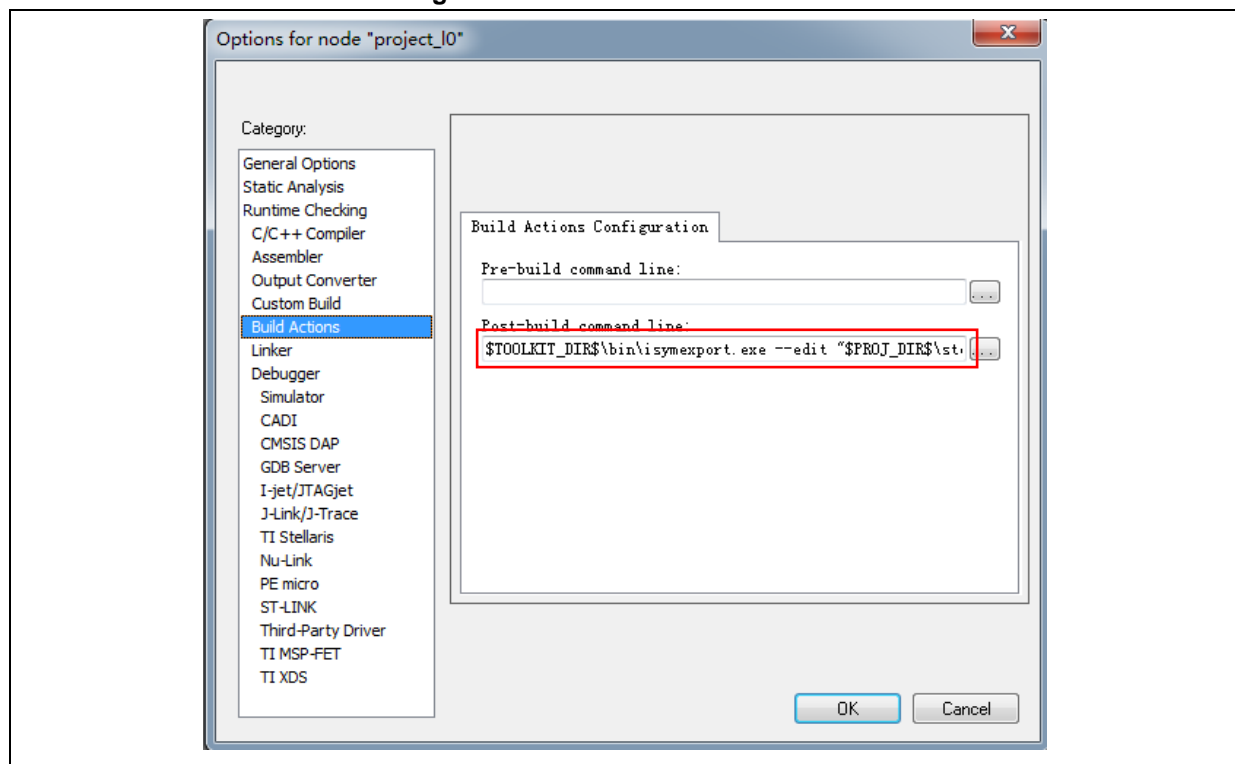 Options for node "project_l0"
Category:
General Options
Static Analysis
Runtime Checking
C/C++ Compiler
Assembler
Output Converter
Custom Build
Build Actions
Linker
Debugger
Simulator
CADI
CMSIS DAP
GDB Server
I-jet/JTAGjet
J-Link/J-Trace
TI Stellaris
Nu-Link
PE micro
ST-LINK
Third-Party Driver
TI MSP-FET
TI XDS
Build Actions Configuration
Pre-build command line:
...
Post-build command line:
$TOOLKIT_DIR$\bin\isymexport.exe --edit "$PROJ_DIR$\st
...
OK Cancel